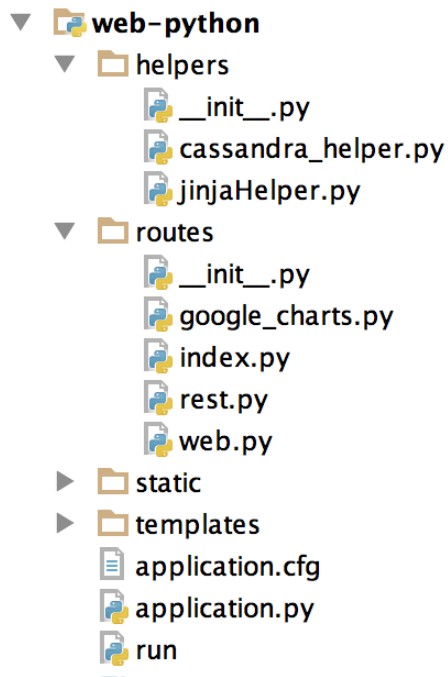 web-python
helpers
__init__.py
cassandra_helper.py
jinjaHelper.py
routes
__init__.py
google_charts.py
index.py
rest.py
web.py
static
templates
application.cfg
application.py
run